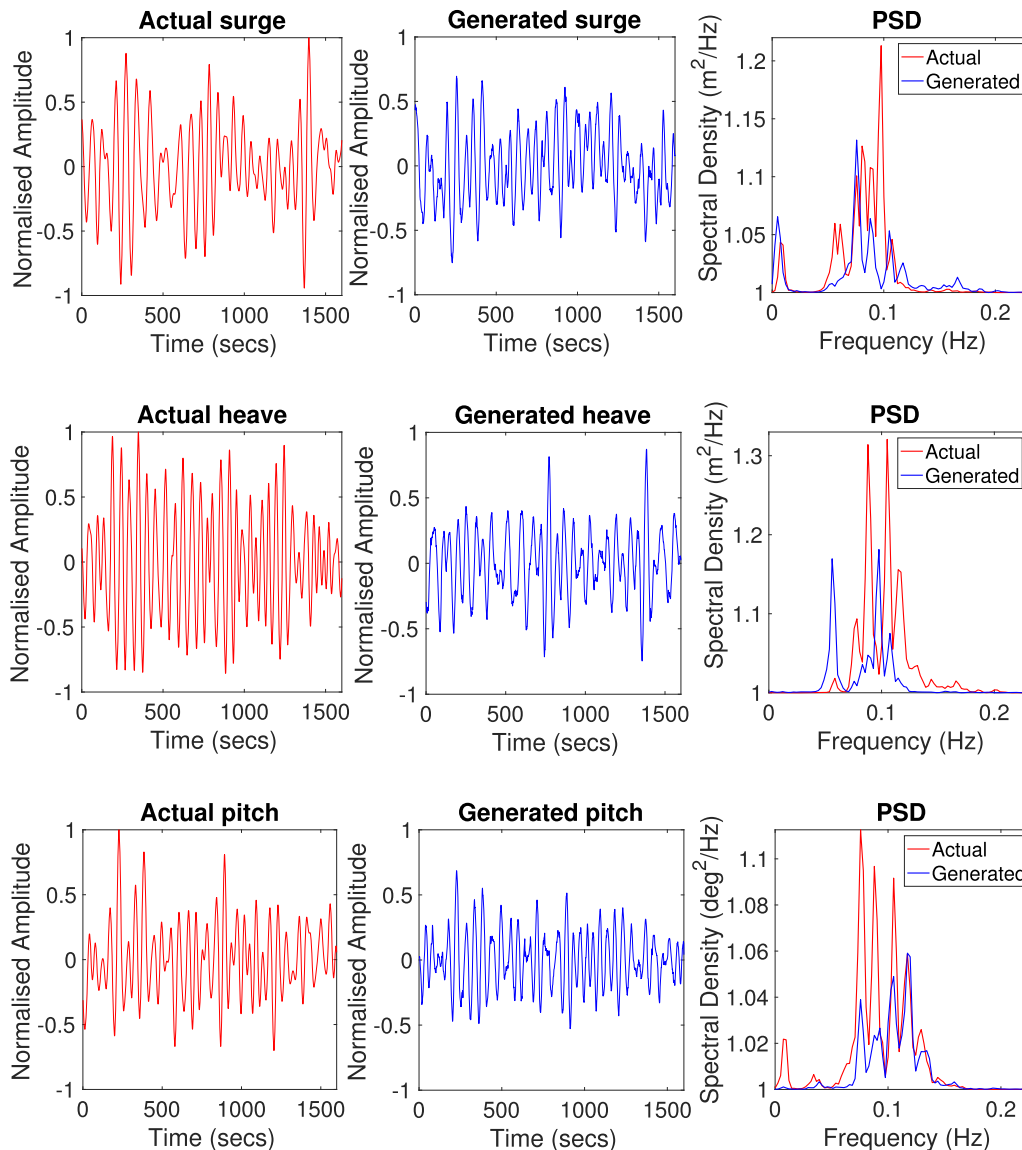 Actual surge
Generated surge
PSD
Normalised Amplitude
1
0.5
0
-0.5
-1
0 500 1000 1500
Time (secs)
Normalised Amplitude
1
0.5
0
-0.5
-1
0 500 1000 1500
Time (secs)
Spectral Density (m²/Hz)
1.2
1.15
1.1
1.05
1
0 0.1 0.2
Frequency (Hz)
Actual
Generated
Actual heave
Generated heave
PSD
Normalised Amplitude
1
0.5
0
-0.5
-1
0 500 1000 1500
Time (secs)
Normalised Amplitude
1
0.5
0
-0.5
-1
0 500 1000 1500
Time (secs)
Spectral Density (m²/Hz)
1.3
1.2
1.1
1
0 0.1 0.2
Frequency (Hz)
Actual
Generated
Actual pitch
Generated pitch
PSD
Normalised Amplitude
1
0.5
0
-0.5
-1
0 500 1000 1500
Time (secs)
Normalised Amplitude
1
0.5
0
-0.5
-1
0 500 1000 1500
Time (secs)
Spectral Density (deg²/Hz)
1.1
1.08
1.06
1.04
1.02
1
0 0.1 0.2
Frequency (Hz)
Actual
Generated